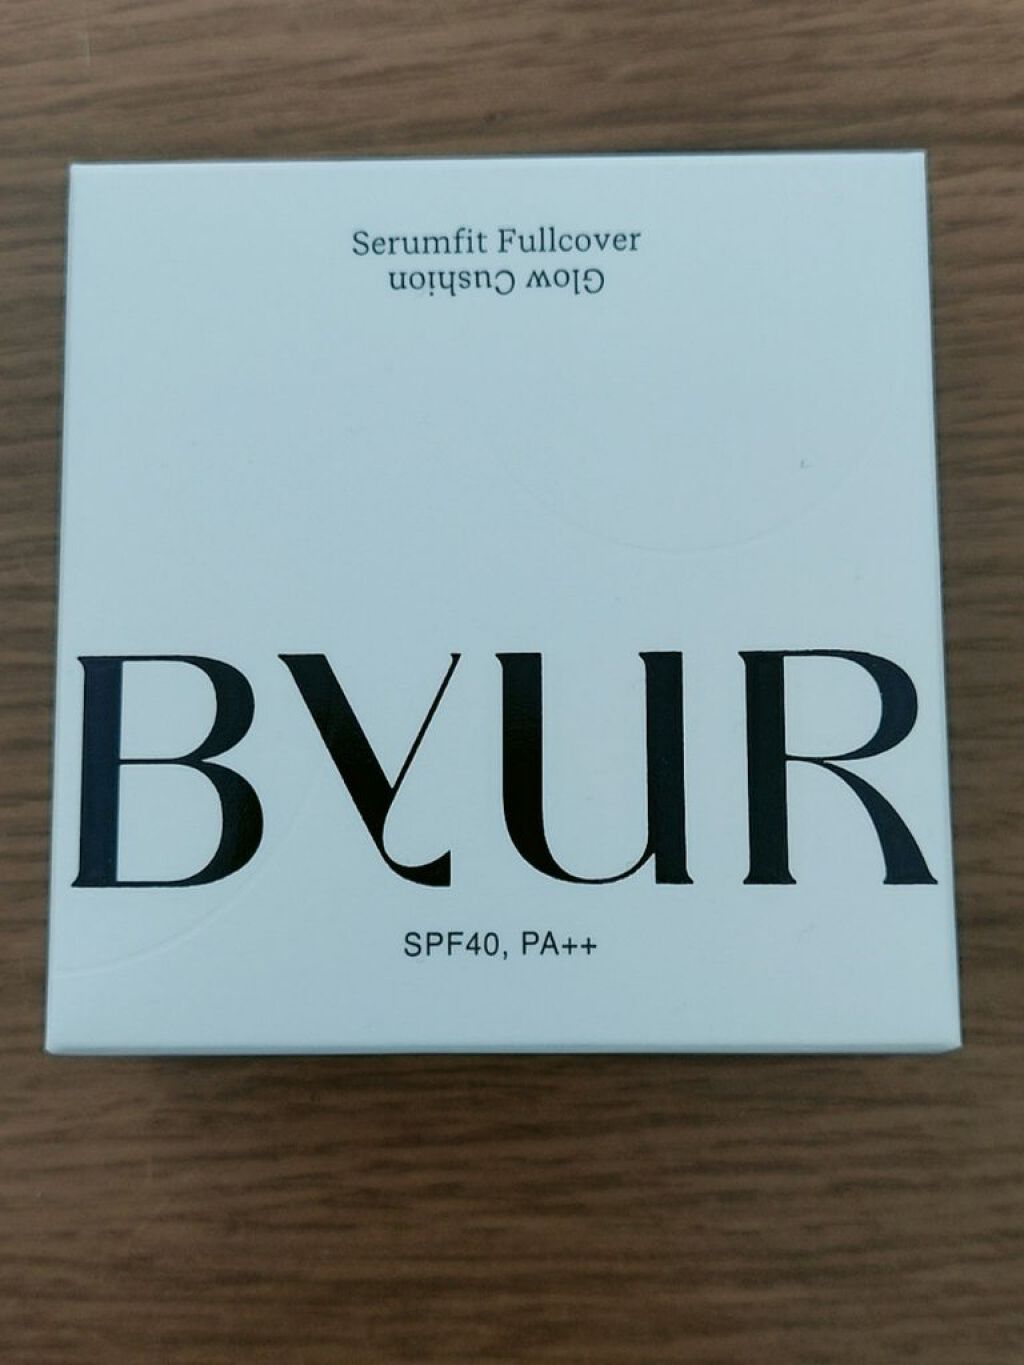 Serumfit Fullcover
Glow Cushion
BYUR
SPF40, PA++